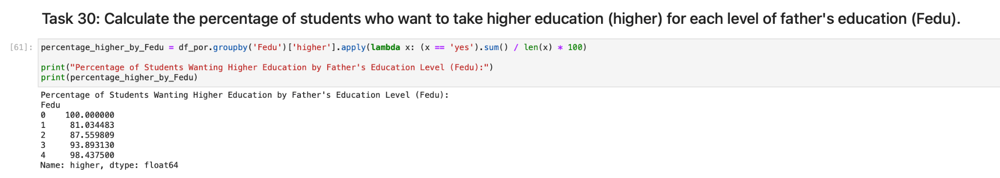 Task 30: Calculate the percentage of students who want to take higher education (higher) for each level of father's education (Fedu).
[61]: percentage_higher_by_Fedu = df_por.groupby('Fedu')['higher'].apply(lambda x: (x == 'yes').sum() / len(x) * 100)
print("Percentage of Students Wanting Higher Education by Father's Education Level (Fedu):")
print(percentage_higher_by_Fedu)
Percentage of Students Wanting Higher Education by Father's Education Level (Fedu):
Fedu
0    100.000000
1     81.034483
2     87.559809
3     93.893130
4     98.437500
Name: higher, dtype: float64